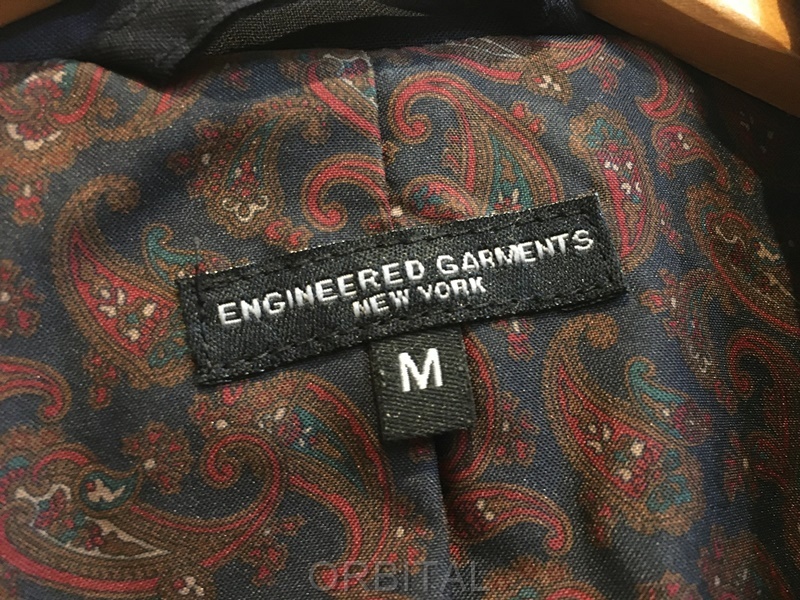 ENGINEERED GARMENTS
NEW YORK
M
ORBITAL